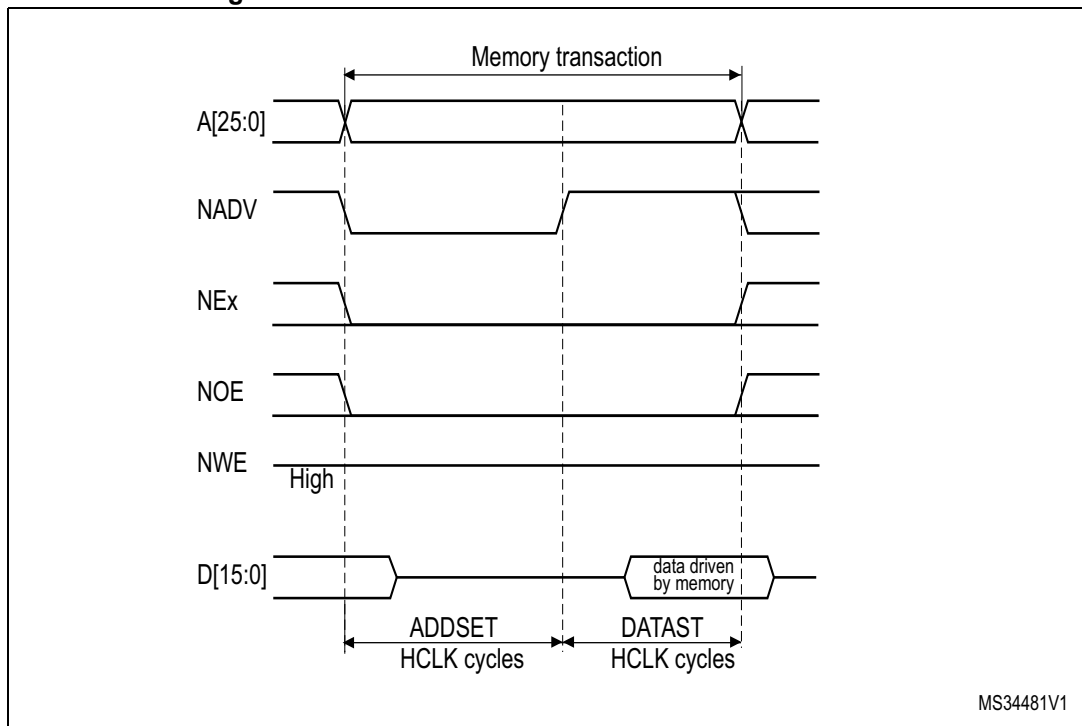 Memory transaction
A[25:0]
NADV
NEx
NOE
NWE
High
D[15:0]
data driven
by memory
ADDSET
HCLK cycles
DATAST
HCLK cycles
MS34481V1